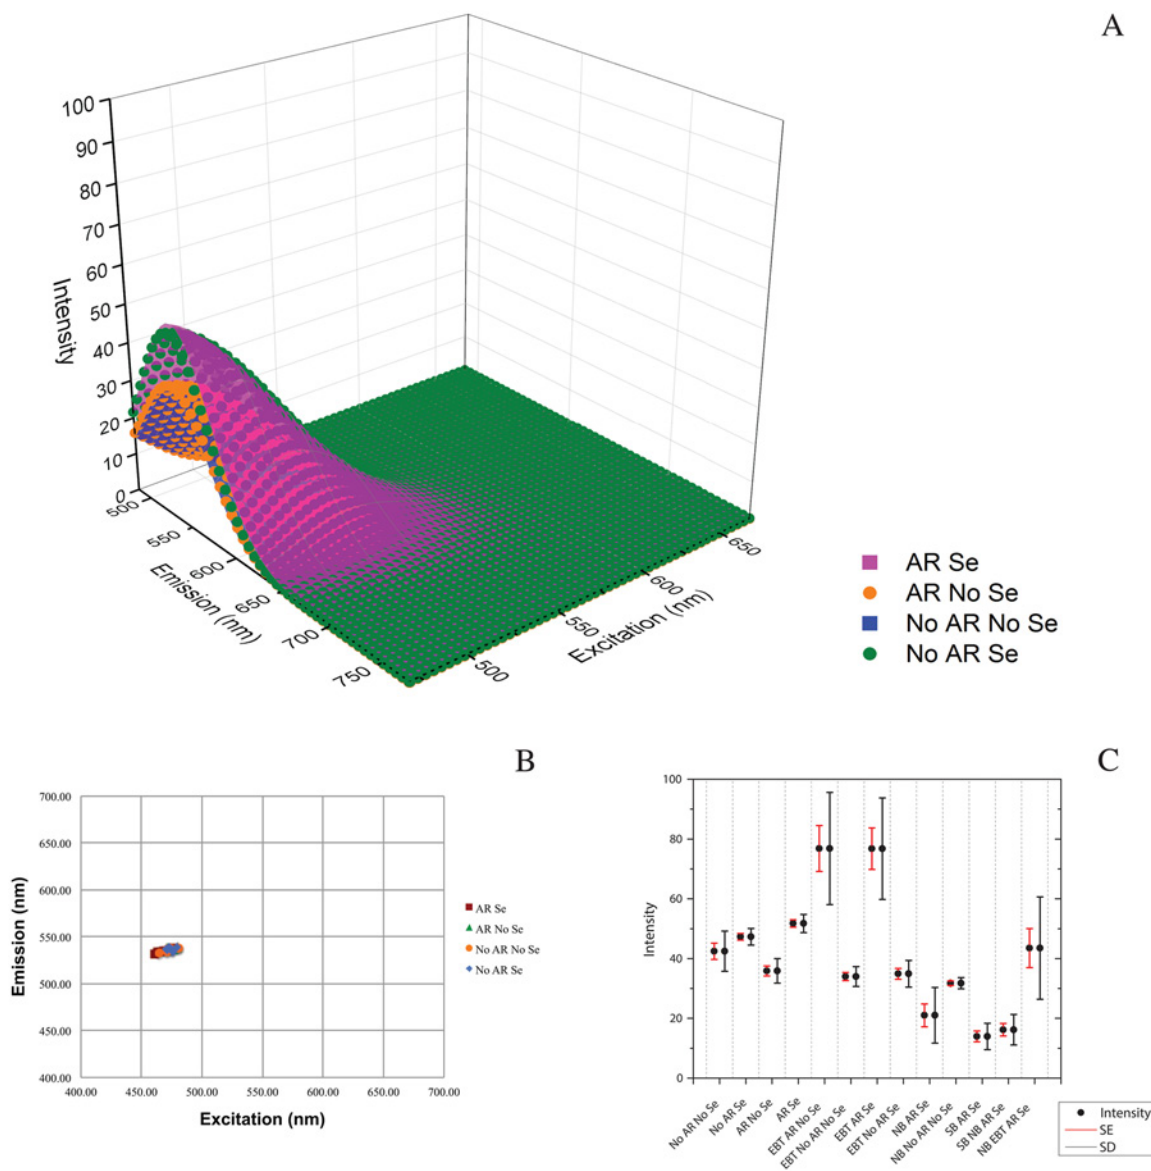 A
100
90
80
70
60
50
40
30
20
10
0
Intensity
500
550
600
650
700
750
Emission (nm)
500
550
600
650
Excitation (nm)
AR Se
AR No Se
No AR No Se
No AR Se
B
700.00
650.00
600.00
550.00
500.00
450.00
400.00
Emission (nm)
400.00 450.00 500.00 550.00 600.00 650.00 700.00
Excitation (nm)
AR Se
AR No Se
No AR No Se
No AR Se
C
100
80
60
40
20
0
Intensity
No AR No Se
No AR Se
AR No Se
AR Se
EBT AR No Se
EBT No AR No Se
EBT AR Se
EBT No AR Se
NB AR Se
NB No AR No Se
SB AR Se
SB NB AR Se
NB EBT AR Se
Intensity
SE
SD